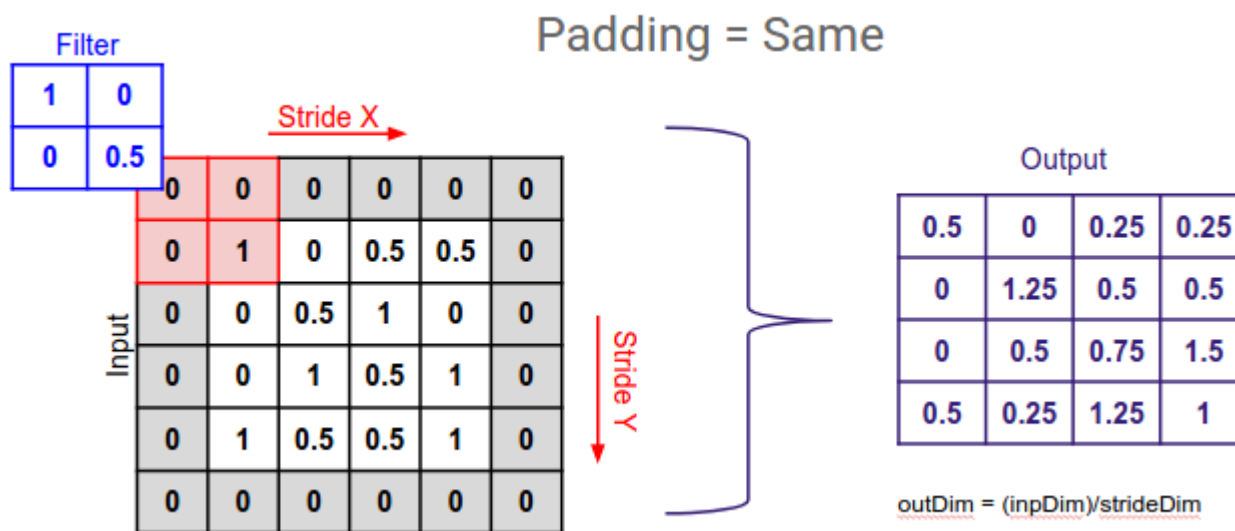 Padding = Same
Filter
1 0
0 0.5
Stride X
Input
0 0 0 0 0 0
0 1 0 0.5 0.5 0
0 0 0.5 1 0 0
0 0 1 0.5 1 0
0 1 0.5 0.5 1 0
0 0 0 0 0 0
Stride Y
Output
0.5 0 0.25 0.25
0 1.25 0.5 0.5
0 0.5 0.75 1.5
0.5 0.25 1.25 1
outDim = (inpDim)/strideDim